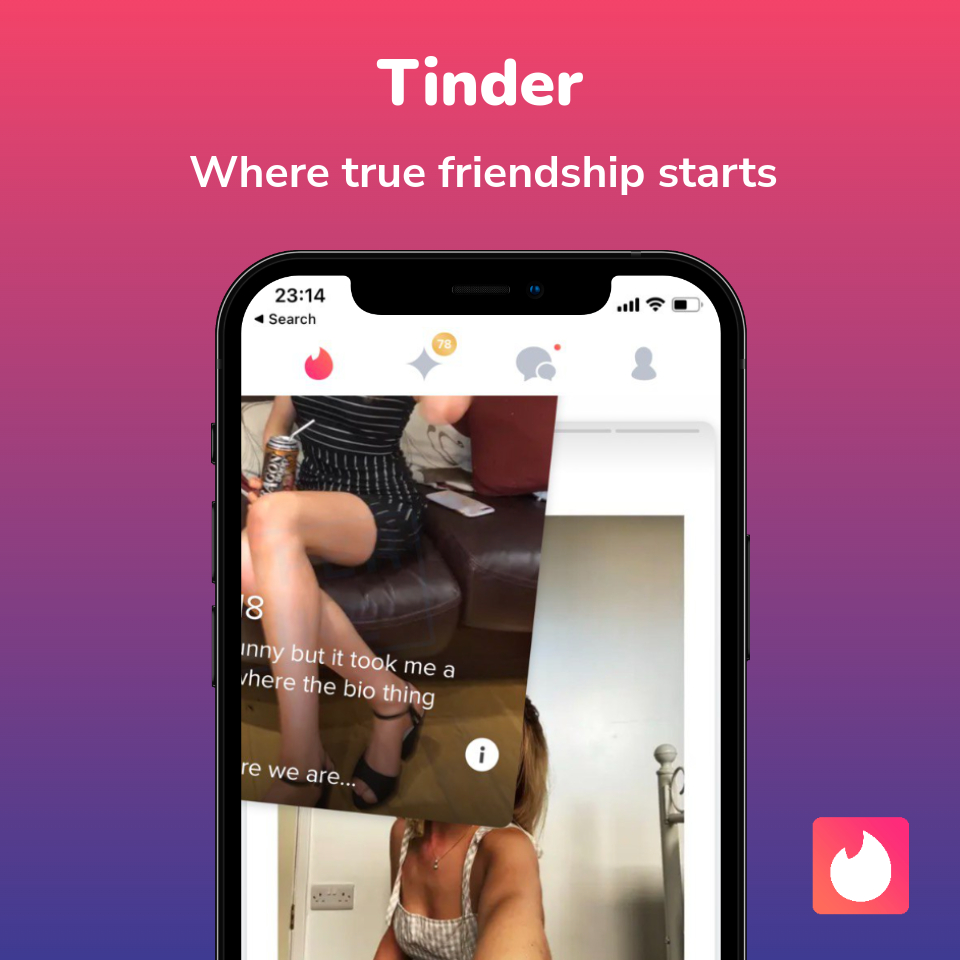 Tinder
Where true friendship starts
23:14
◀ Search
78
18
unny but it took me a
where the bio thing
re we are...
i